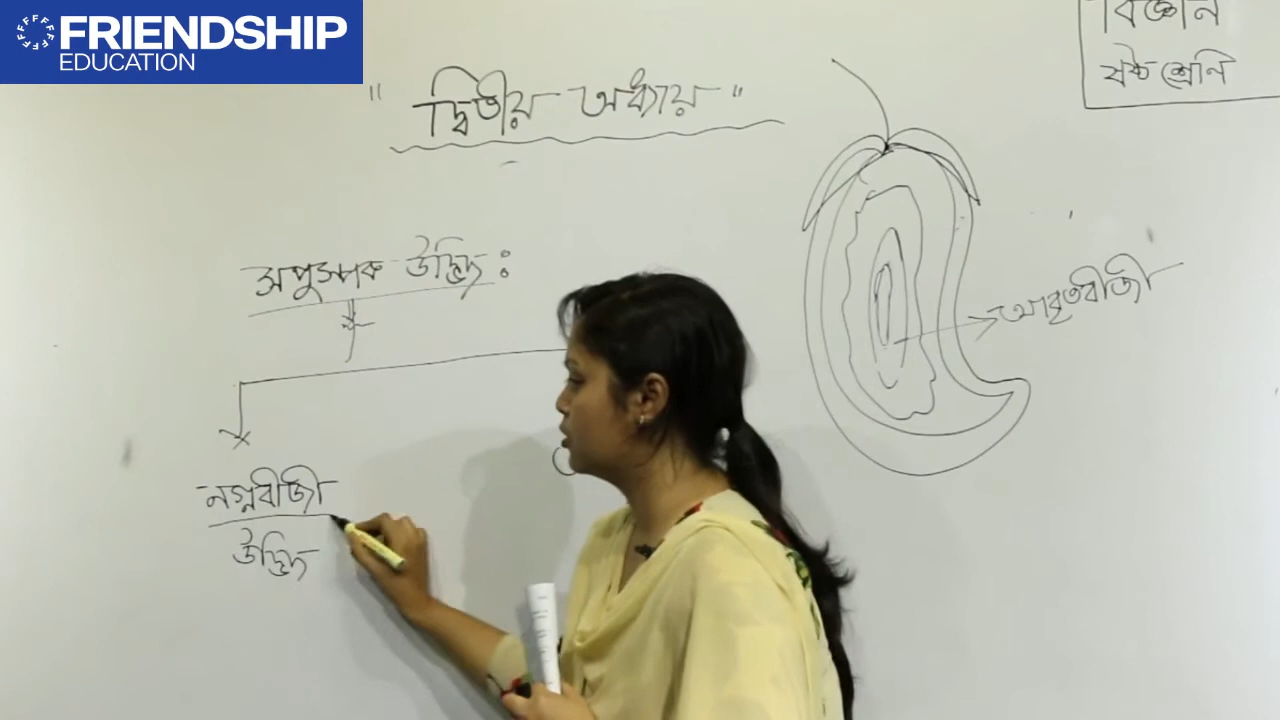 FRIENDSHIP
EDUCATION
বিজ্ঞান
ষষ্ঠ শ্রেনি
" দ্বিতীয় অধ্যায় "
অপুস্পক উদ্ভিদ :
আবৃতবীজী
নগ্নবীজী
উদ্ভিদ